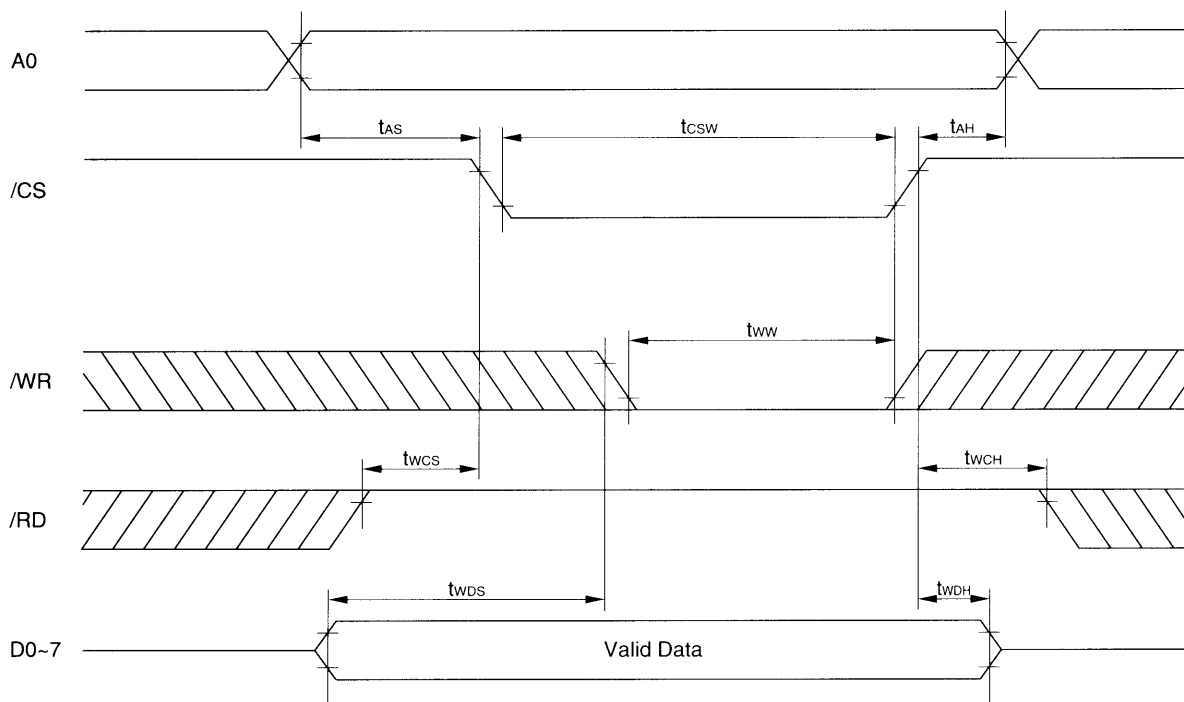 A0
tAS
tCSW
tAH
/CS
tWW
/WR
tWCS
tWCH
/RD
tWDS
tWDH
D0~7
Valid Data